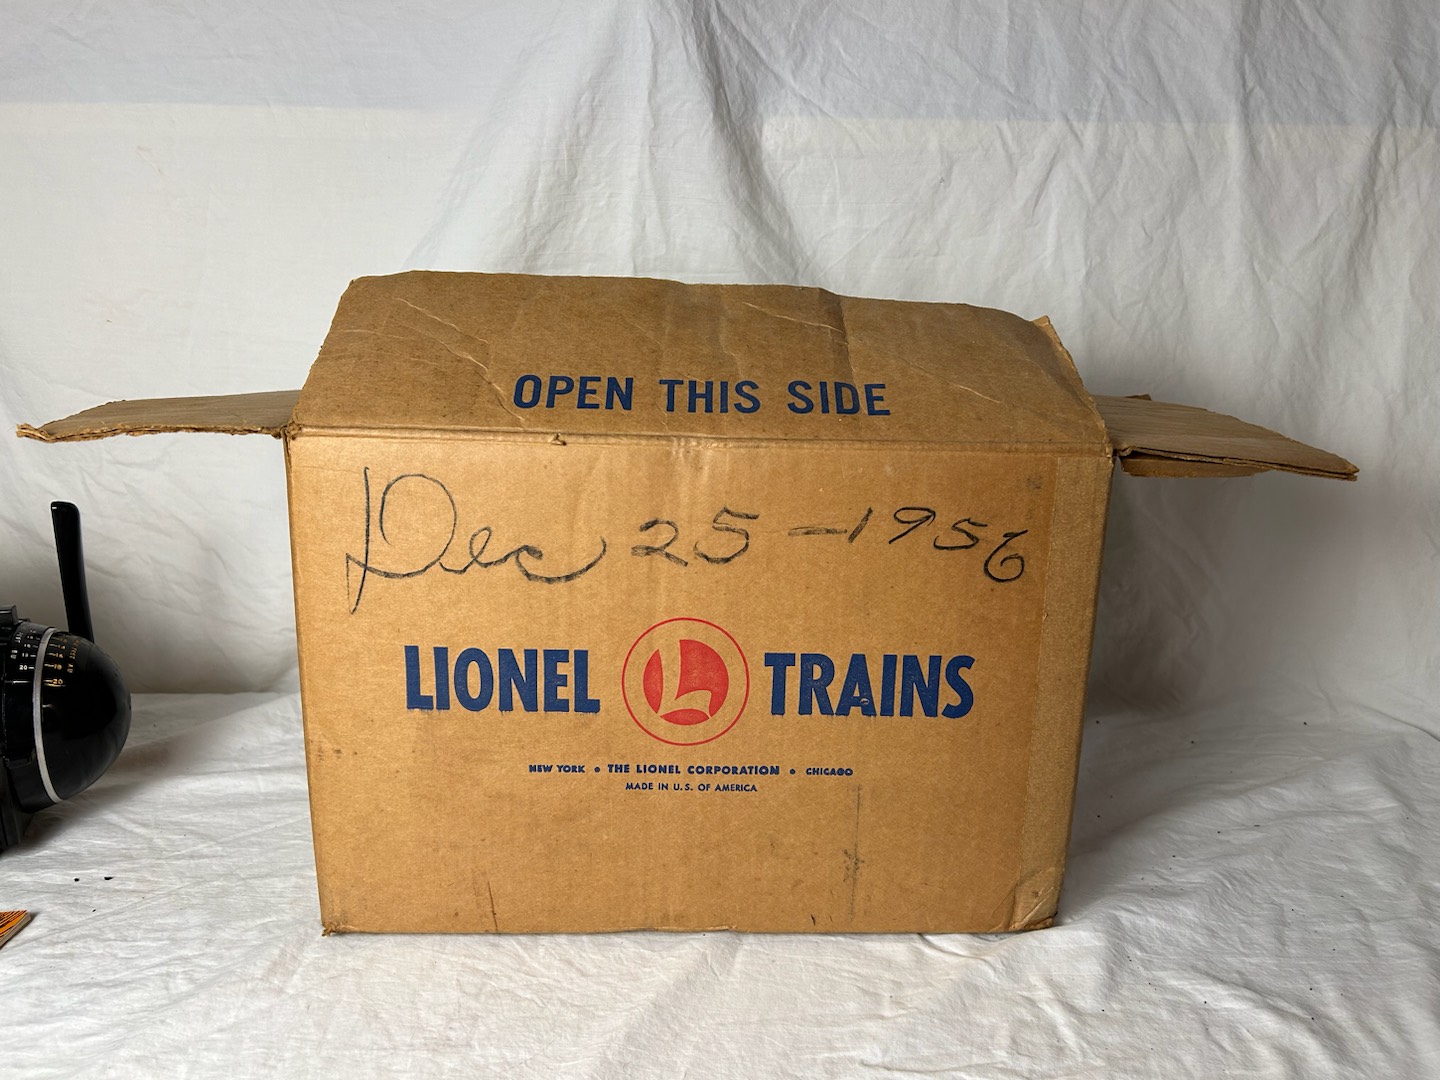 OPEN THIS SIDE
Dec 25-1956
LIONEL L TRAINS
NEW YORK • THE LIONEL CORPORATION • CHICAGO
MADE IN U.S. OF AMERICA